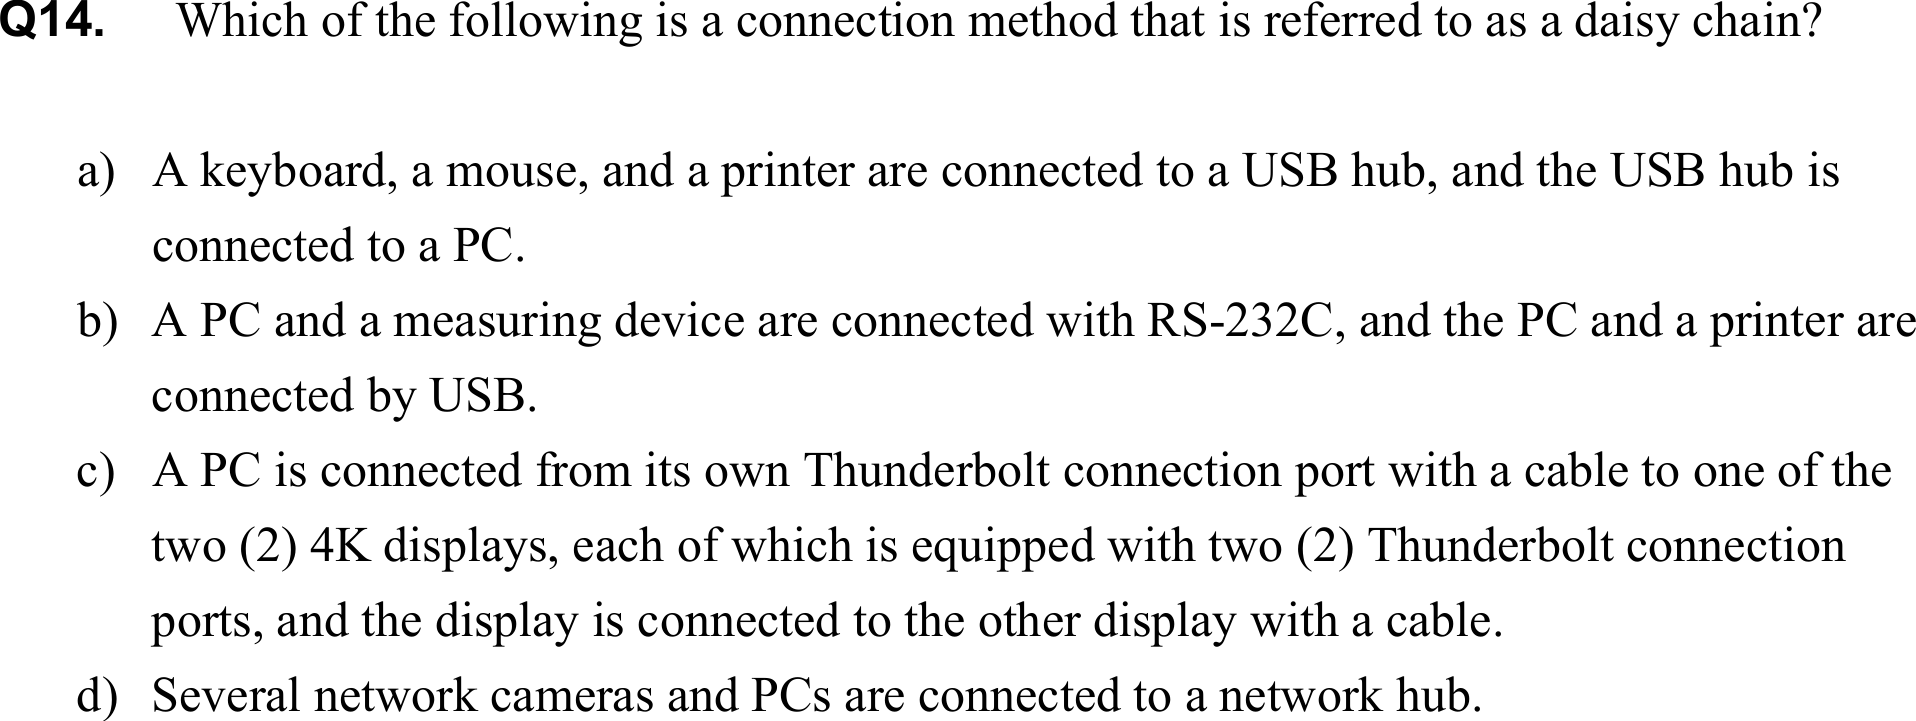 Q14. Which of the following is a connection method that is referred to as a daisy chain?
a) A keyboard, a mouse, and a printer are connected to a USB hub, and the USB hub is
connected to a PC.
b) A PC and a measuring device are connected with RS-232C, and the PC and a printer are
connected by USB.
c) A PC is connected from its own Thunderbolt connection port with a cable to one of the
two (2) 4K displays, each of which is equipped with two (2) Thunderbolt connection
ports, and the display is connected to the other display with a cable.
d) Several network cameras and PCs are connected to a network hub.